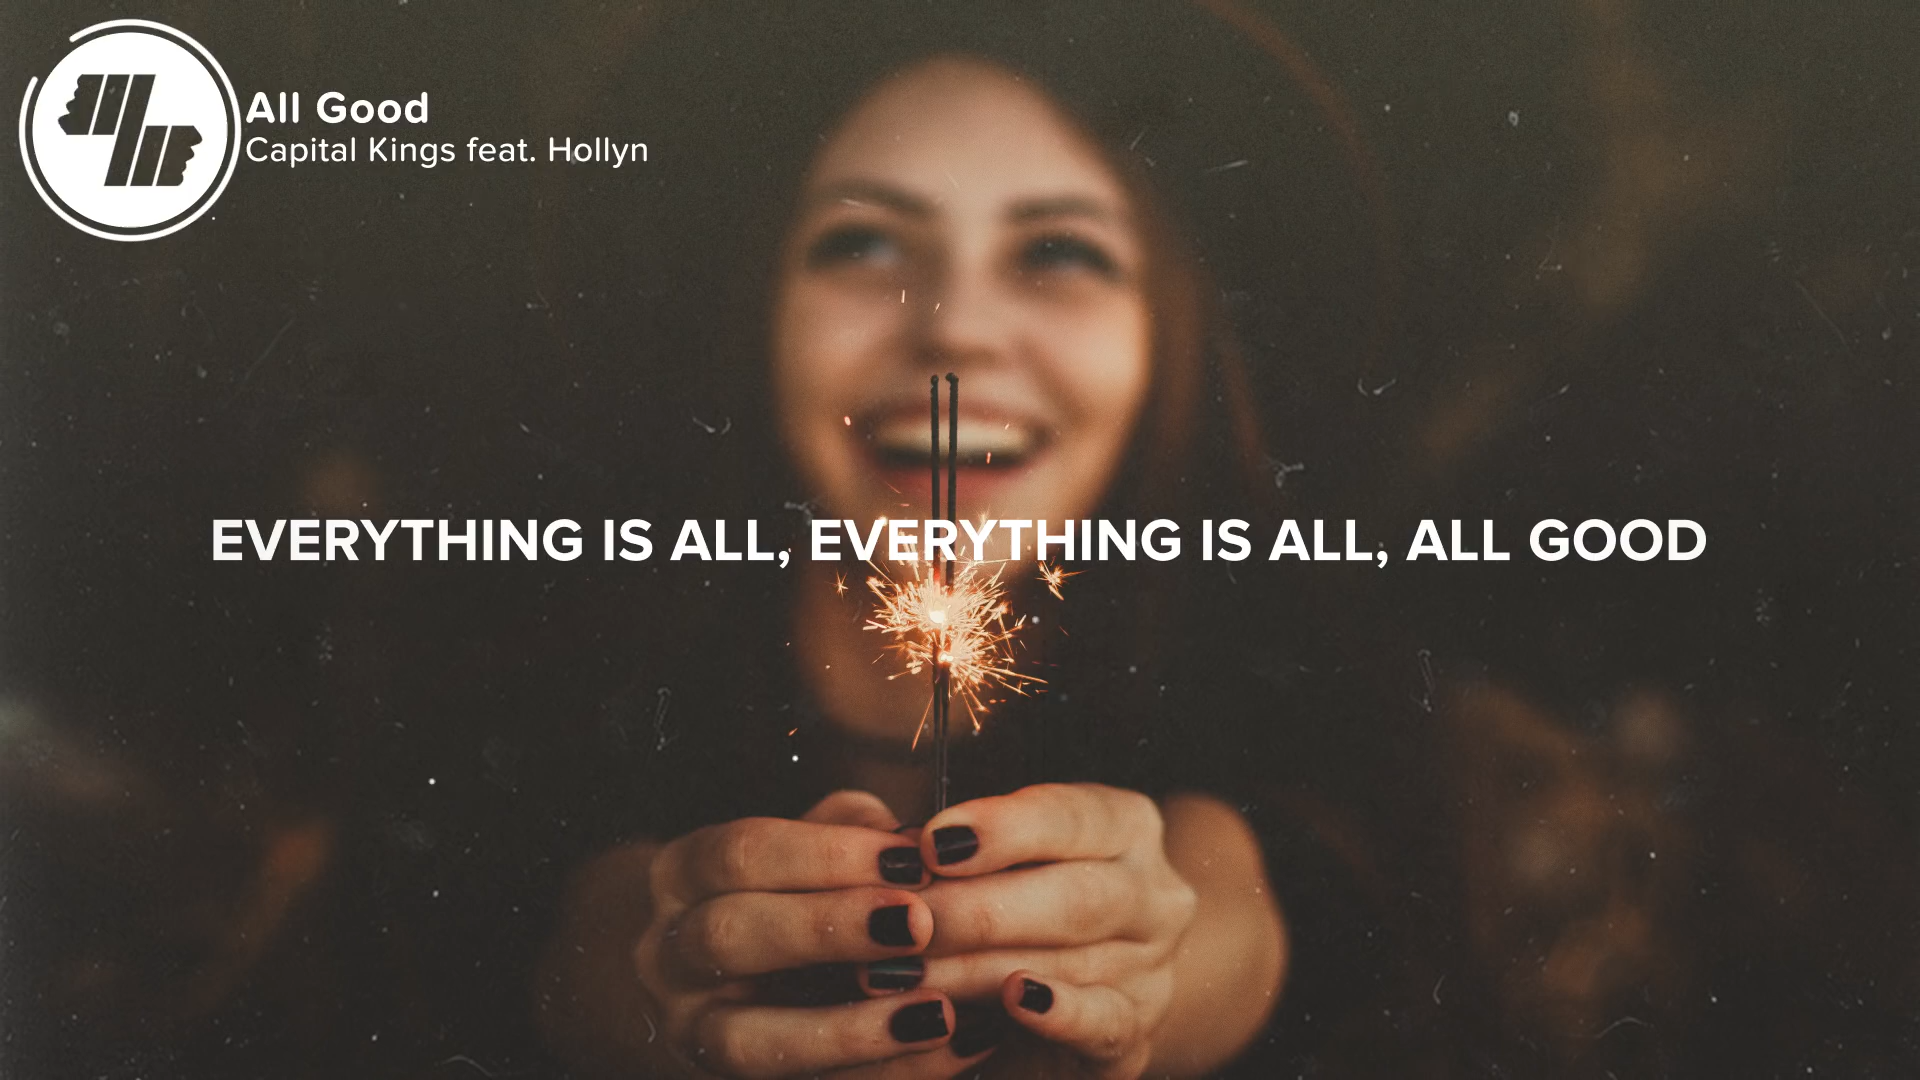 All Good
Capital Kings feat. Hollyn
EVERYTHING IS ALL, EVERYTHING IS ALL, ALL GOOD